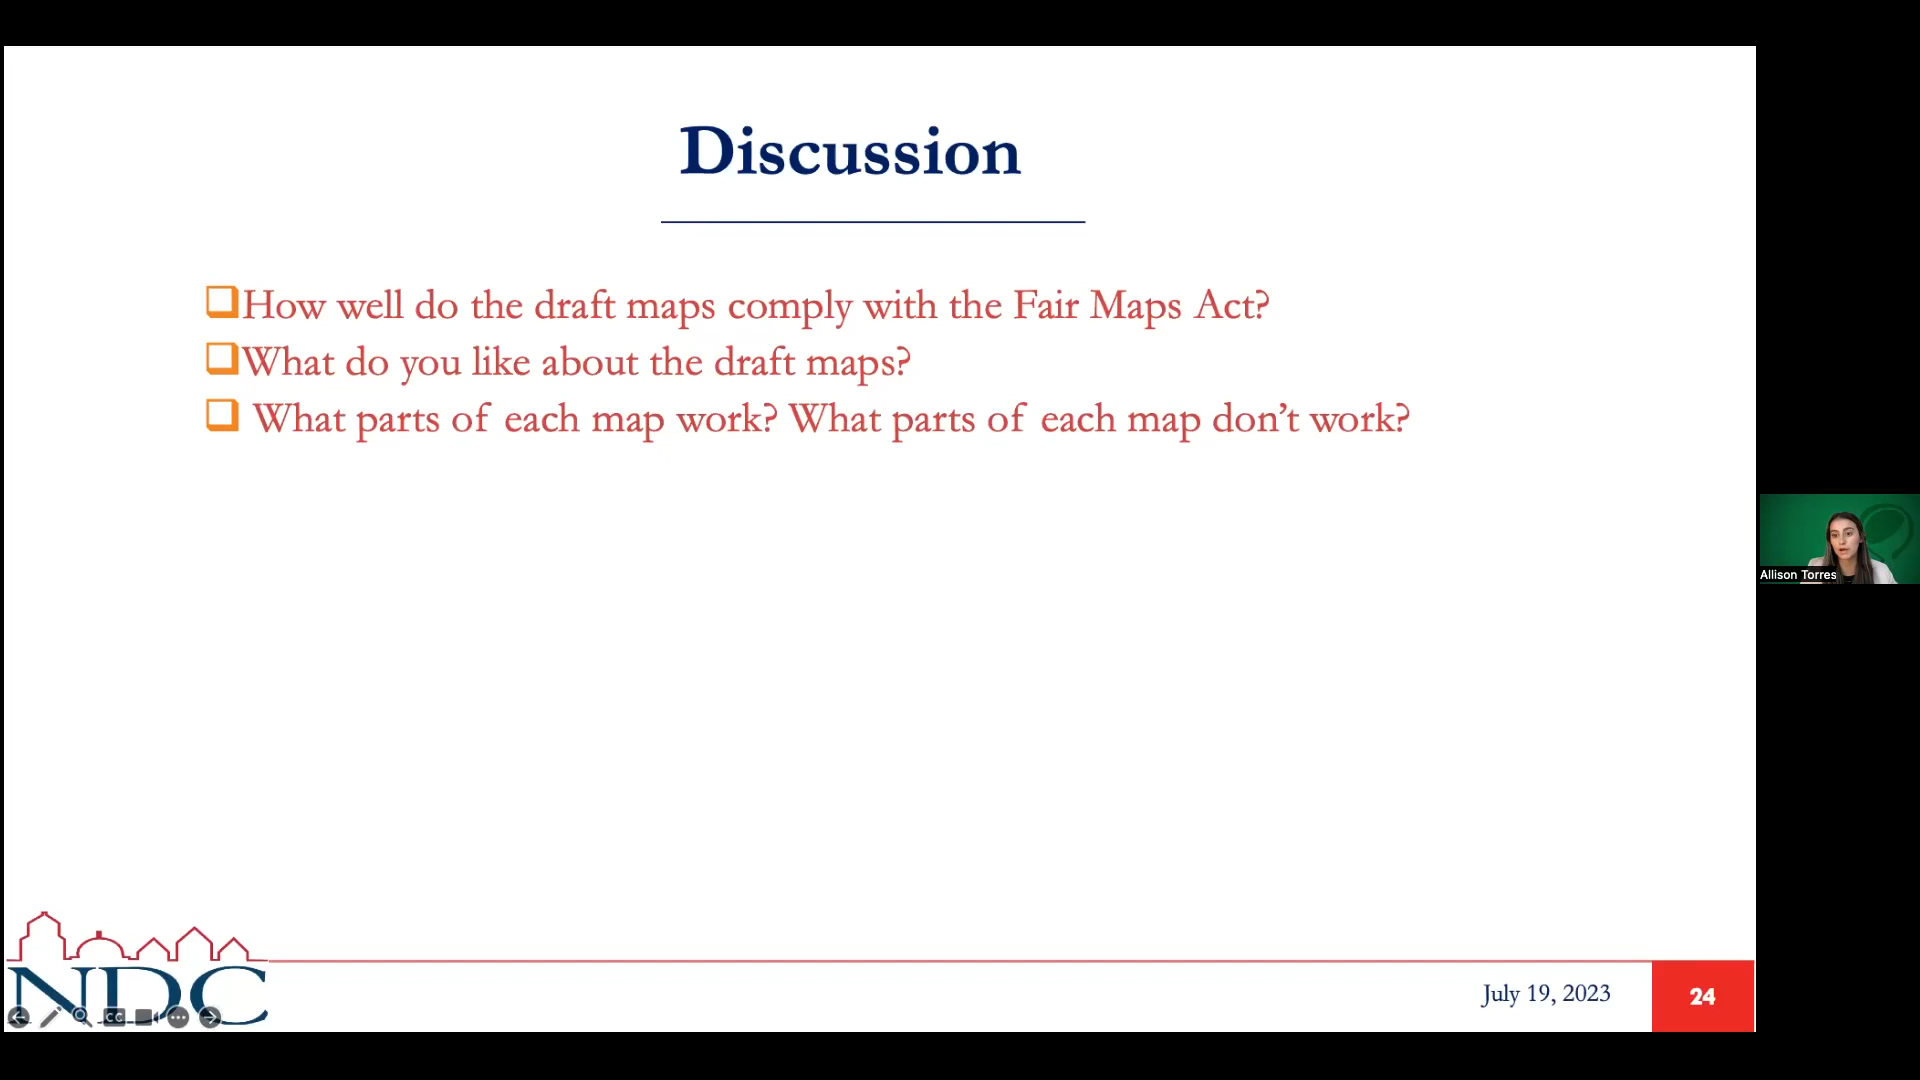 Discussion
How well do the draft maps comply with the Fair Maps Act?
What do you like about the draft maps?
What parts of each map work? What parts of each map don’t work?
Allison Torres
NDC
CC
July 19, 2023
24